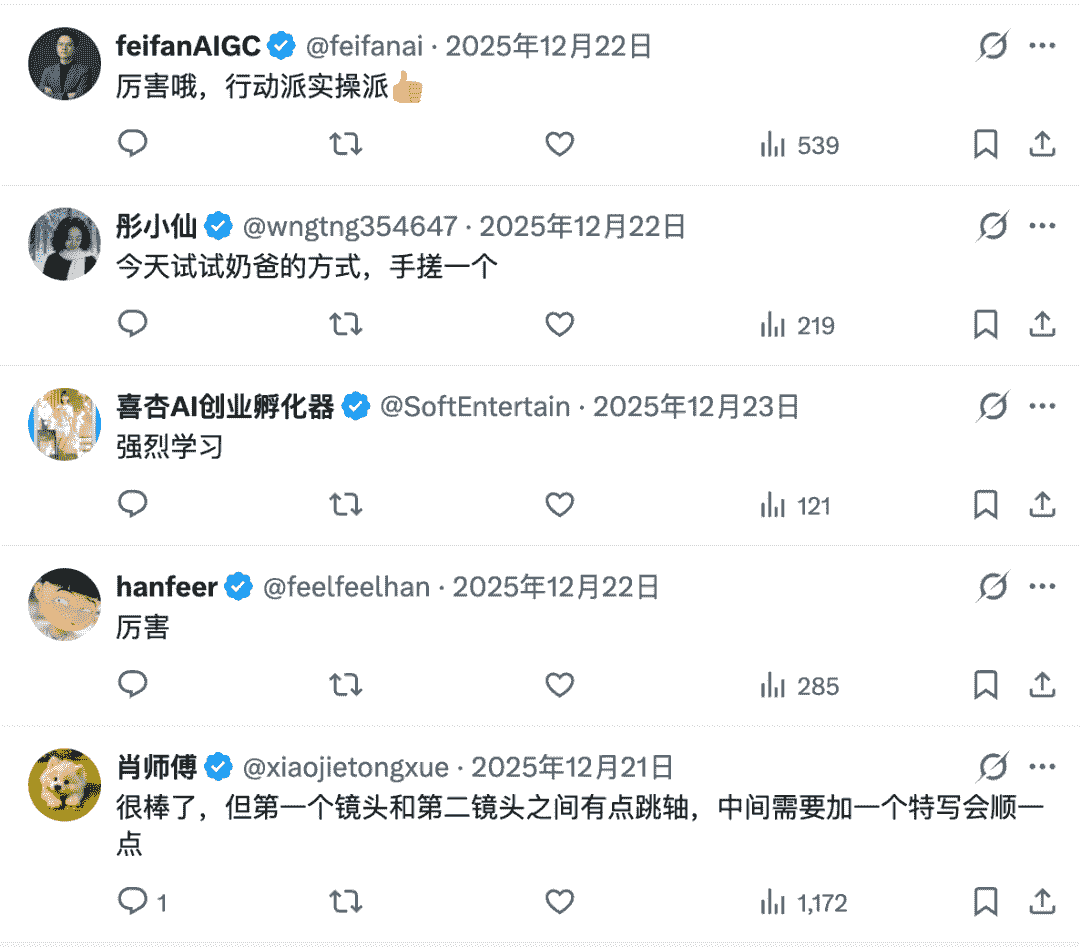 feifanAIGC @feifanai · 2025年12月22日
厉害哦，行动派实操派👍
539
彤小仙 @wngtng354647 · 2025年12月22日
今天试试奶爸的方式，手搓一个
219
喜杏AI创业孵化器 @SoftEntertain · 2025年12月23日
强烈学习
121
hanfeer @feelfeelhan · 2025年12月22日
厉害
285
肖师傅 @xiaojietongxue · 2025年12月21日
很棒了，但第一个镜头和第二镜头之间有点跳轴，中间需要加一个特写会顺一
点
1 1,172